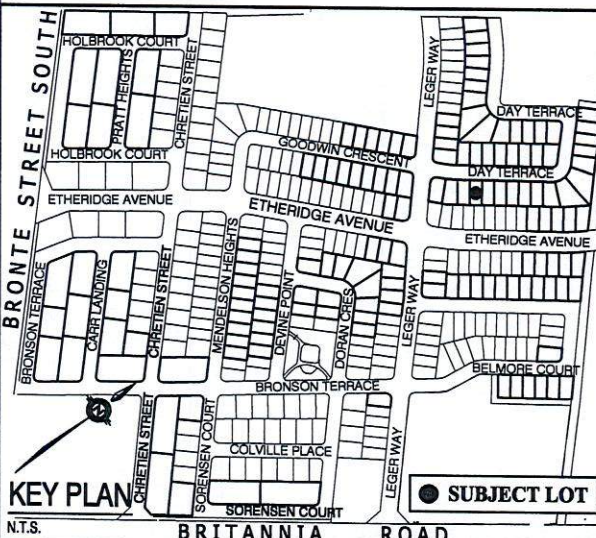 HOLBROOK COURT
BRONTE STREET SOUTH
PRATT HEIGHTS
CHRETIEN STREET
LEGER WAY
DAY TERRACE
HOLBROOK COURT
GOODWIN CRESCENT
DAY TERRACE
ETHERIDGE AVENUE
ETHERIDGE AVENUE
ETHERIDGE AVENUE
BRONSON TERRACE
CARR LANDING
CHRETIEN STREET
MENDELSON HEIGHTS
DEVINE POINT
DORAN CRES
LEGER WAY
BELMORE COURT
BRONSON TERRACE
CHRETIEN STREET
SORENSEN COURT
COLVILLE PLACE
LEGER WAY
KEY PLAN
SUBJECT LOT
SORENSEN COURT
N.T.S.
BRITANNIA ROAD